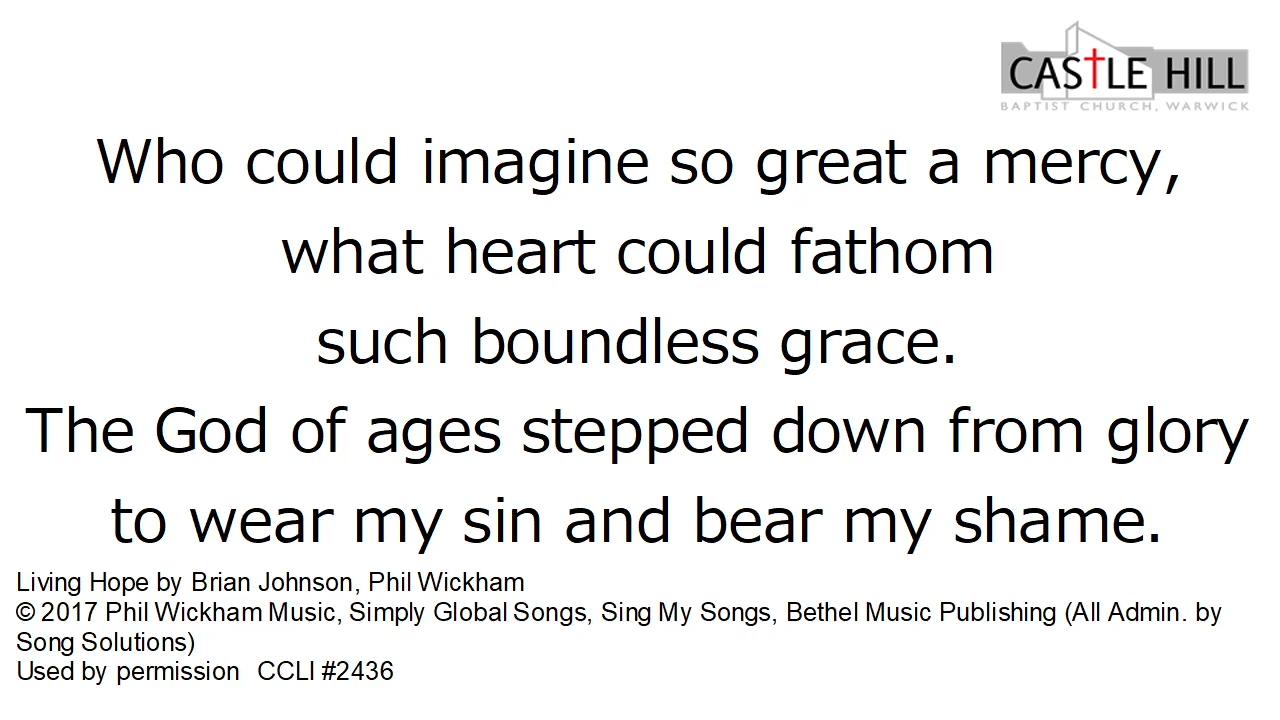 CASTLE HILL
BAPTIST CHURCH, WARWICK
Who could imagine so great a mercy,
what heart could fathom
such boundless grace.
The God of ages stepped down from glory
to wear my sin and bear my shame.
Living Hope by Brian Johnson, Phil Wickham
© 2017 Phil Wickham Music, Simply Global Songs, Sing My Songs, Bethel Music Publishing (All Admin. by
Song Solutions)
Used by permission  CCLI #2436